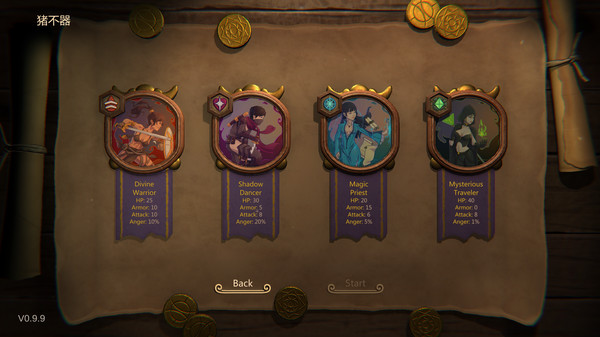 猪不器
Divine
Warrior
HP: 25
Armor: 10
Attack: 10
Anger: 10%
Shadow
Dancer
HP: 30
Armor: 5
Attack: 8
Anger: 20%
Magic
Priest
HP: 20
Armor: 15
Attack: 6
Anger: 5%
Mysterious
Traveler
HP: 40
Armor: 0
Attack: 8
Anger: 1%
Back
Start
V0.9.9